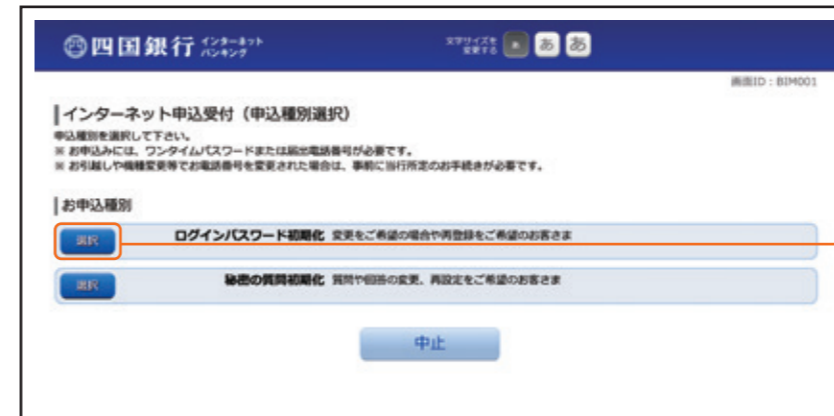 四国銀行 インターネット
バンキング
文字サイズを
変更する あ あ あ
画面ID：BIM001
インターネット申込受付（申込種別選択）
申込種別を選択して下さい。
※ お申込みには、ワンタイムパスワードまたは届出電話番号が必要です。
※ お引越しや機種変更等でお電話番号を変更された場合は、事前に当行所定のお手続きが必要です。
お申込種別
選択 ログインパスワード初期化 変更をご希望の場合や再登録をご希望のお客さま
選択 秘密の質問初期化 質問や回答の変更、再設定をご希望のお客さま
中止